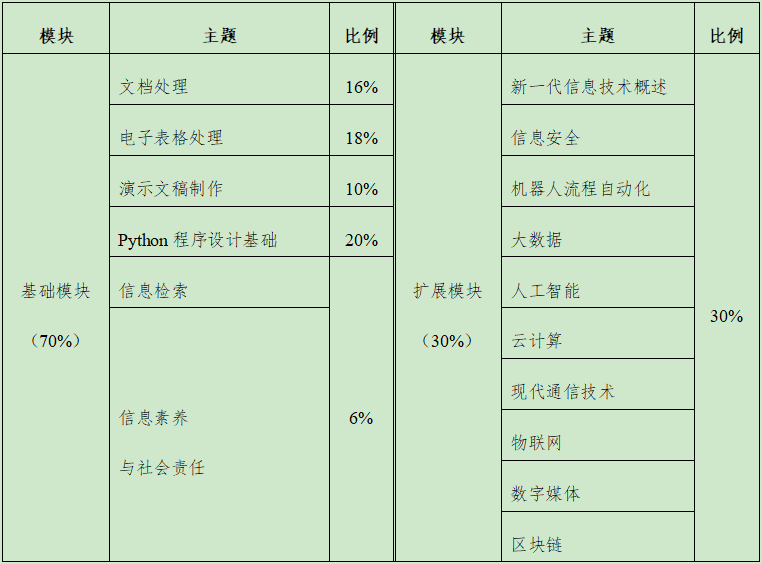 模块 主题 比例 模块 主题 比例
文档处理 16% 新一代信息技术概述
电子表格处理 18% 信息安全
演示文稿制作 10% 机器人流程自动化
Python 程序设计基础 20% 大数据
基础模块 信息检索 扩展模块 人工智能
30%
（70%） （30%） 云计算
现代通信技术
信息素养 6%
物联网
与社会责任
数字媒体
区块链